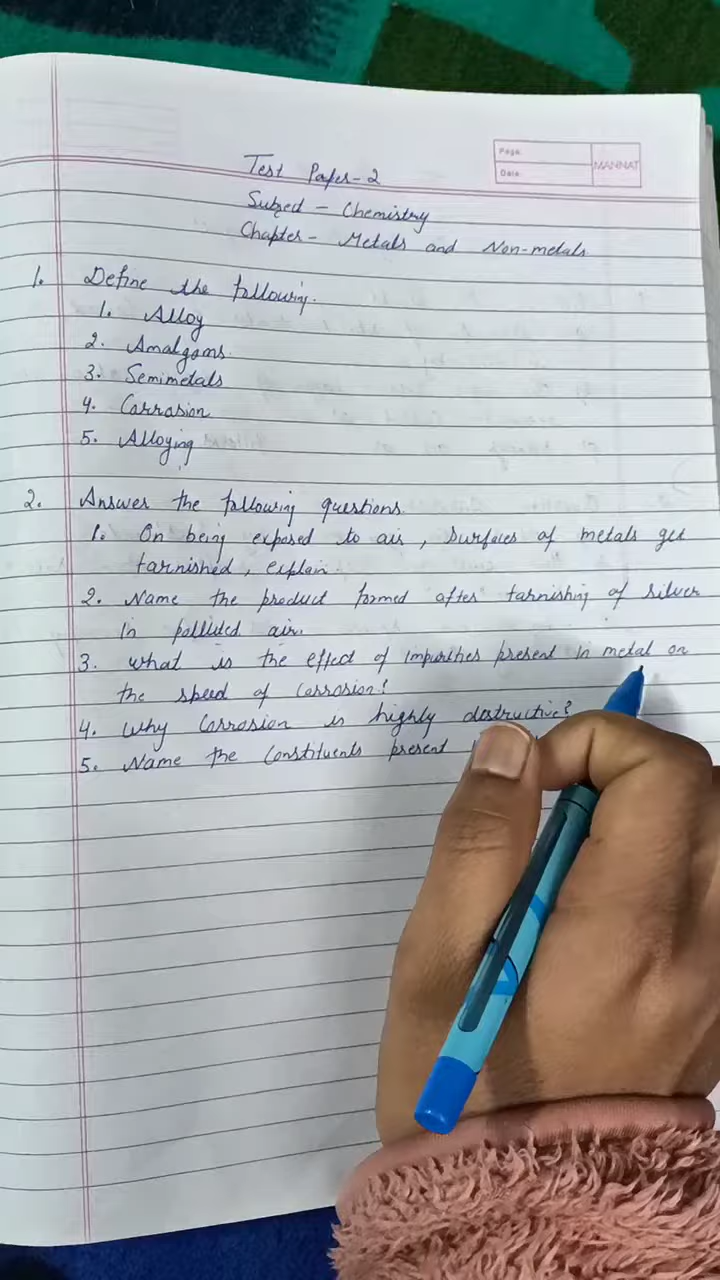 Page:
Date:
MANNAT
Test Paper-2
Subject - Chemistry
Chapter- Metals and Non-metals
1. Define the following.
1. Alloy
2. Amalgams.
3. Semimetals
4. Corrosion
5. Alloying
2. Answer the following questions.
1. On being exposed to air, surfaces of metals get
tarnished, explain
2. Name the product formed after tarnishing of silver
in polluted air.
3. What is the effect of impurities present in metal on
the speed of corrosion?
4. Why corrosion is highly destructive?
5. Name the constituents present